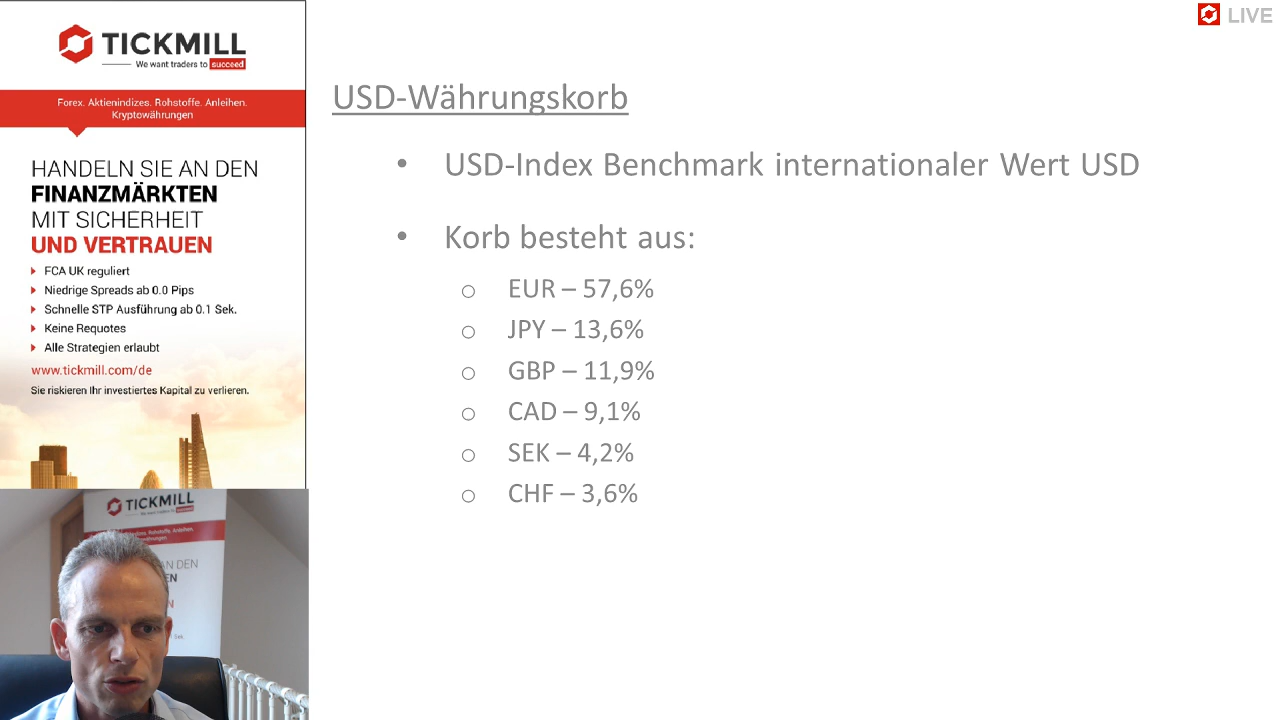 TICKMILL
We want traders to succeed
Forex. Aktienindizes. Rohstoffe. Anleihen.
Kryptowährungen
HANDELN SIE AN DEN
FINANZMÄRKTEN
MIT SICHERHEIT
UND VERTRAUEN
FCA UK reguliert
Niedrige Spreads ab 0.0 Pips
Schnelle STP Ausführung ab 0.1 Sek.
Keine Requotes
Alle Strategien erlaubt
www.tickmill.com/de
Sie riskieren Ihr investiertes Kapital zu verlieren.
TICKMILL
AN DEN
EN
N
Sek
LIVE
USD-Währungskorb
• USD-Index Benchmark internationaler Wert USD
• Korb besteht aus:
o EUR – 57,6%
o JPY – 13,6%
o GBP – 11,9%
o CAD – 9,1%
o SEK – 4,2%
o CHF – 3,6%